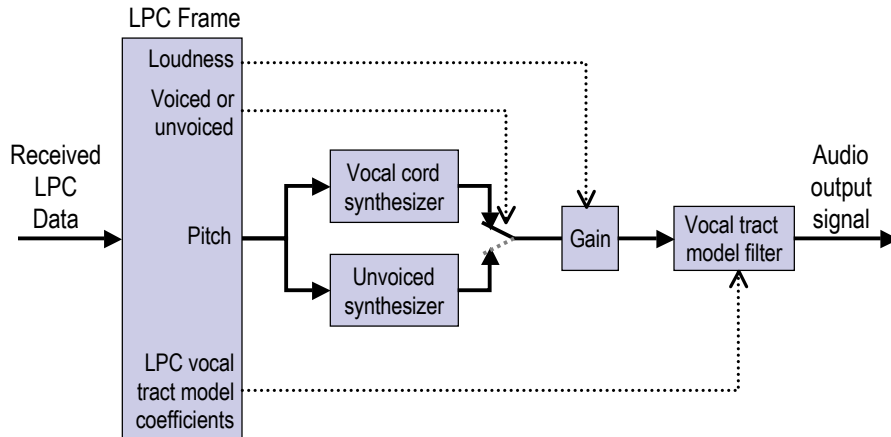 LPC Frame
Loudness
Voiced or
unvoiced
Received
LPC
Data
Pitch
Vocal cord
synthesizer
Unvoiced
synthesizer
Gain
Vocal tract
model filter
Audio
output
signal
LPC vocal
tract model
coefficients